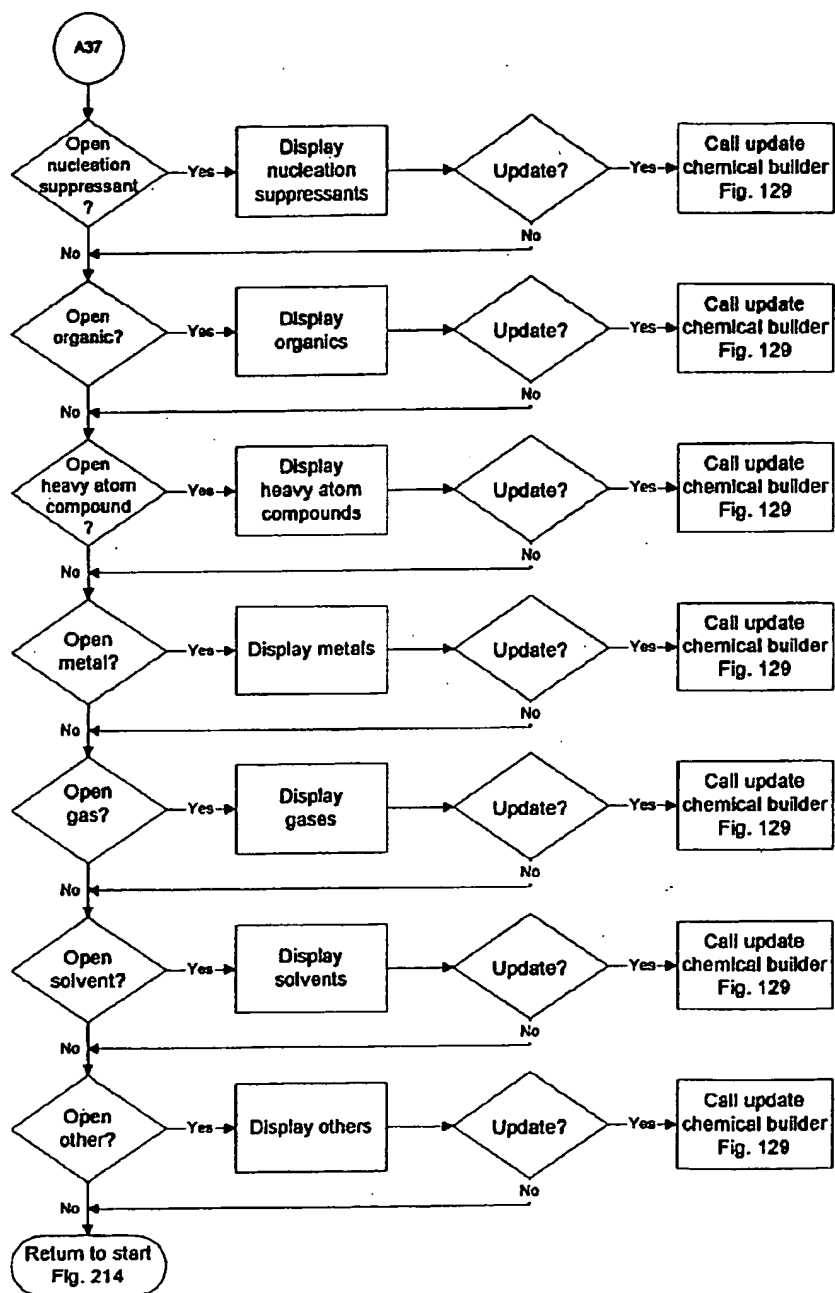 A37
Open
nucleation
suppressant
?
Yes
Display
nucleation
suppressants
Update?
Yes
Call update
chemical builder
Fig. 129
No
No
Open
organic?
Yes
Display
organics
Update?
Yes
Call update
chemical builder
Fig. 129
No
No
Open
heavy atom
compound
?
Yes
Display
heavy atom
compounds
Update?
Yes
Call update
chemical builder
Fig. 129
No
No
Open
metal?
Yes
Display metals
Update?
Yes
Call update
chemical builder
Fig. 129
No
No
Open
gas?
Yes
Display
gases
Update?
Yes
Call update
chemical builder
Fig. 129
No
No
Open
solvent?
Yes
Display
solvents
Update?
Yes
Call update
chemical builder
Fig. 129
No
No
Open
other?
Yes
Display others
Update?
Yes
Call update
chemical builder
Fig. 129
No
No
Return to start
Fig. 214